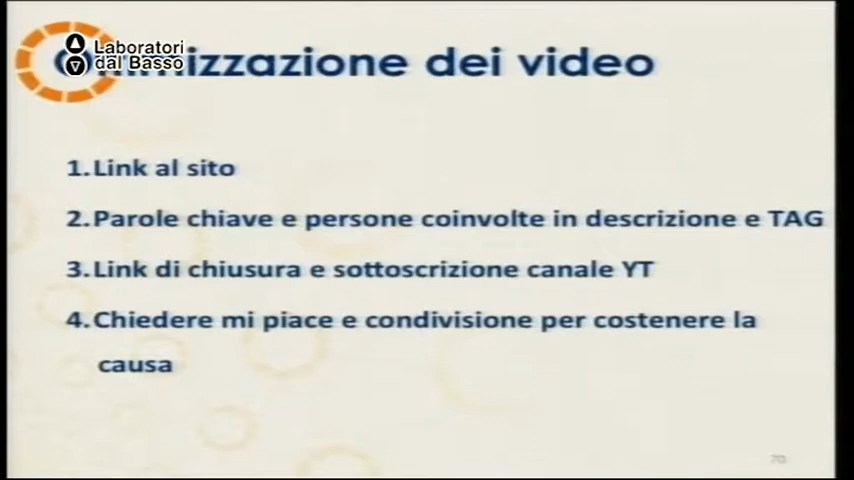 Laboratori
dal Basso
dei video
1. Link al sito
2. Parole chiave e persone coinvolte in descrizione e TAG
3. Link di chiusura e sottoscrizione canale YT
4. Chiedere mi piace e condivisione per costenere la
causa
70